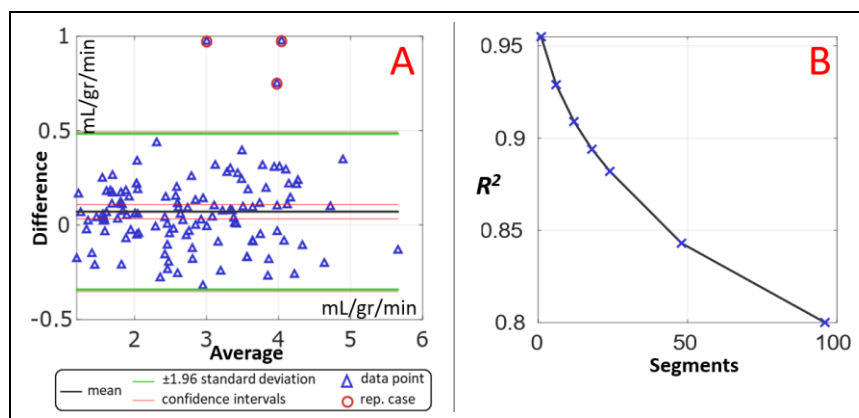 A
mL/gr/min
1
0.5
0
-0.5
Difference
mL/gr/min
2
3
4
5
6
Average
mean
±1.96 standard deviation
confidence intervals
data point
rep. case
B
0.95
0.9
R²
0.85
0.8
0
50
100
Segments